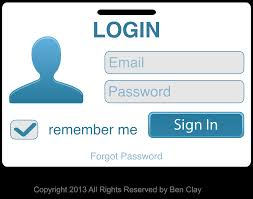 LOGIN
Email
Password
remember me
Sign In
Forgot Password
Copyright 2013 All Rights Reserved by Ben Clay